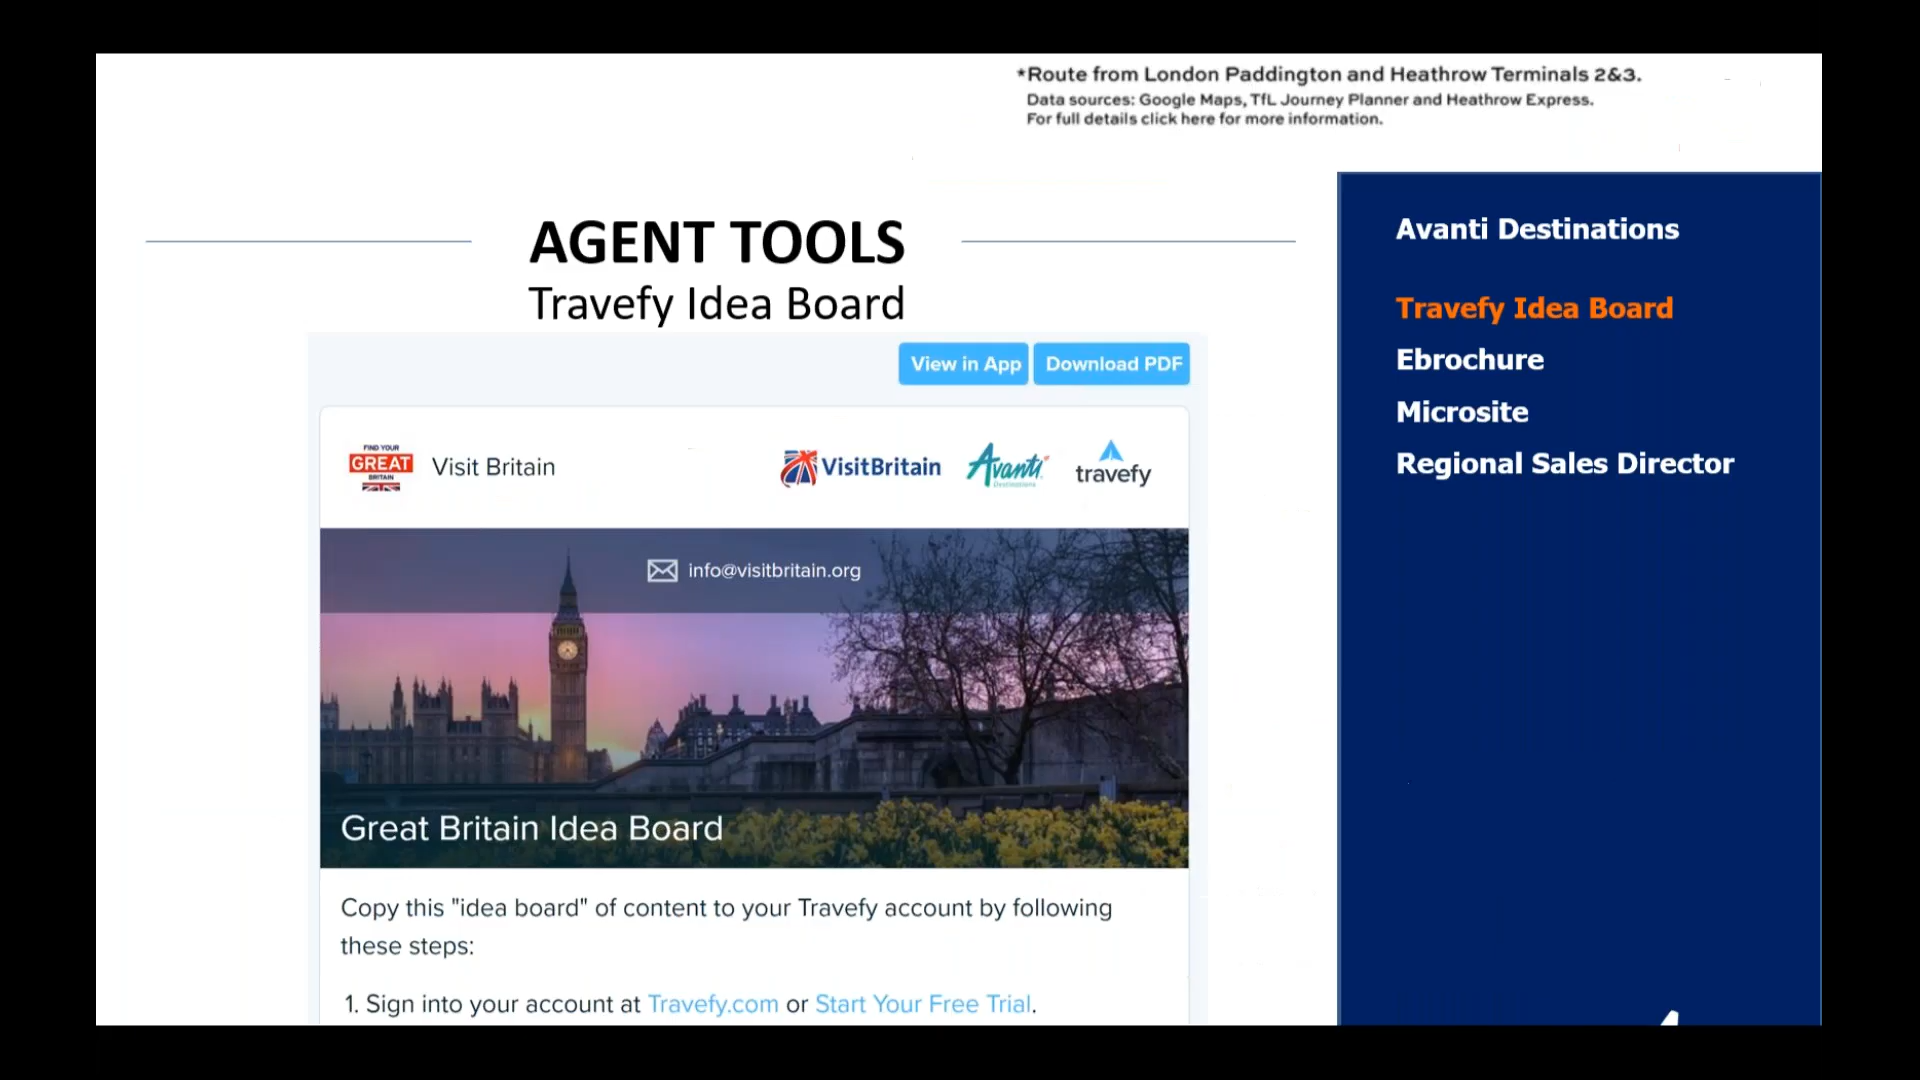 *Route from London Paddington and Heathrow Terminals 2&3.
Data sources: Google Maps, TfL Journey Planner and Heathrow Express.
For full details click here for more information.
AGENT TOOLS
Travefy Idea Board
View in App
Download PDF
FIND YOUR
GREAT
BRITAIN
Visit Britain
VisitBritain
Avanti
Destinations
travefy
info@visitbritain.org
Great Britain Idea Board
Copy this "idea board" of content to your Travefy account by following
these steps:
1. Sign into your account at Travefy.com or Start Your Free Trial.
Avanti Destinations
Travefy Idea Board
Ebrochure
Microsite
Regional Sales Director